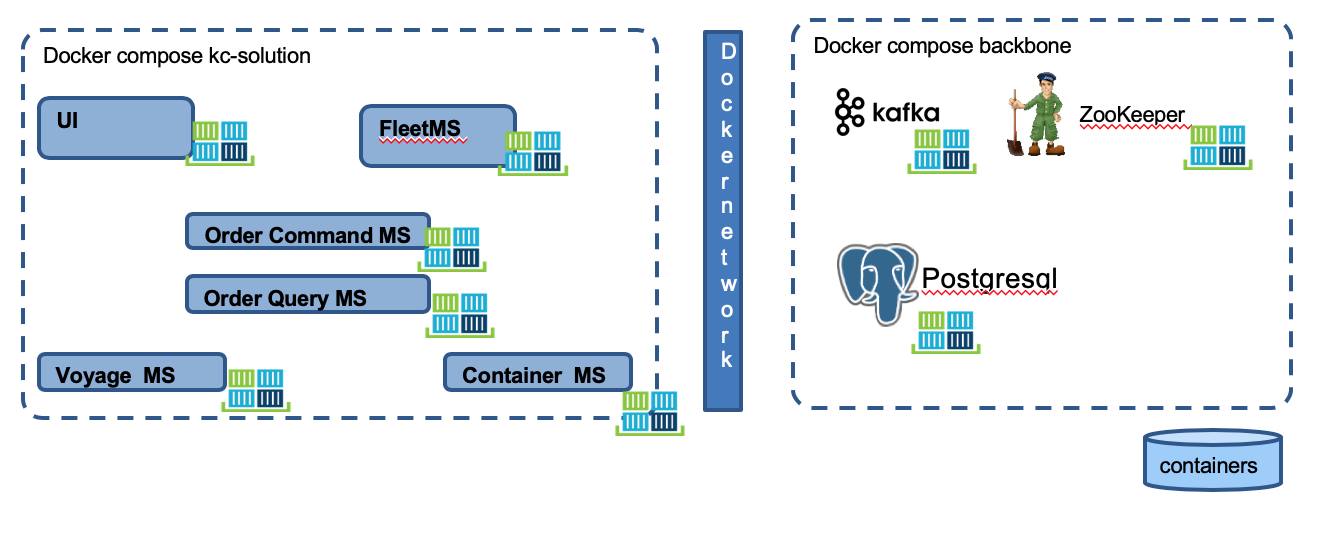 Docker compose kc-solution
UI
FleetMS
Order Command MS
Order Query MS
Voyage  MS
Container  MS
Docker network
Docker compose backbone
kafka
ZooKeeper
Postgresql
containers